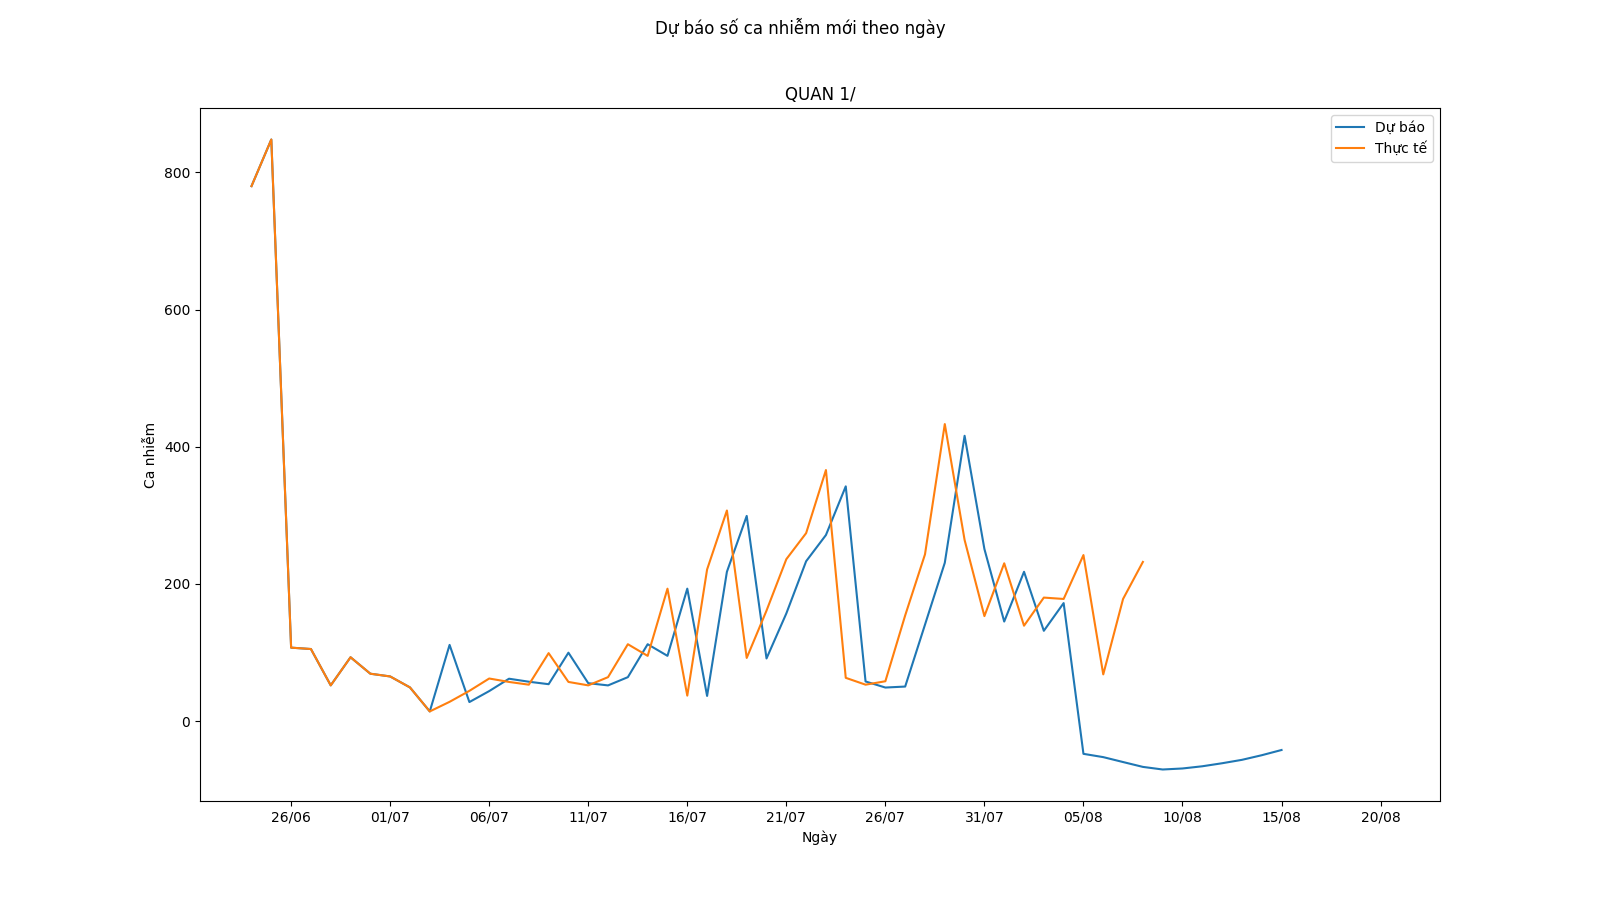 Dự báo số ca nhiễm mới theo ngày
QUAN 1/
Dự báo
Thực tế
800
600
400
200
0
Ca nhiễm
26/06 01/07 06/07 11/07 16/07 21/07 26/07 31/07 05/08 10/08 15/08 20/08
Ngày